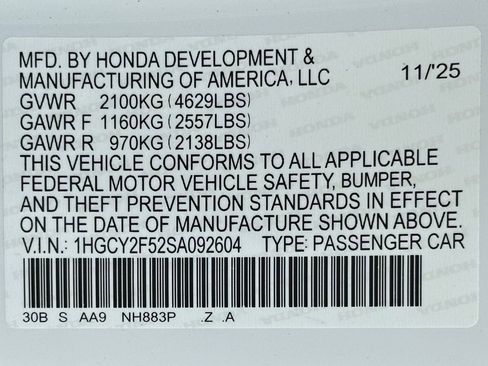 MFD. BY HONDA DEVELOPMENT &
MANUFACTURING OF AMERICA, LLC 11/'25
GVWR 2100KG (4629LBS)
GAWR F 1160KG (2557LBS)
GAWR R 970KG (2138LBS)
THIS VEHICLE CONFORMS TO ALL APPLICABLE
FEDERAL MOTOR VEHICLE SAFETY, BUMPER,
AND THEFT PREVENTION STANDARDS IN EFFECT
ON THE DATE OF MANUFACTURE SHOWN ABOVE.
V.I.N.: 1HGCY2F52SA092604 TYPE: PASSENGER CAR
30B S AA9 NH883P .Z .A